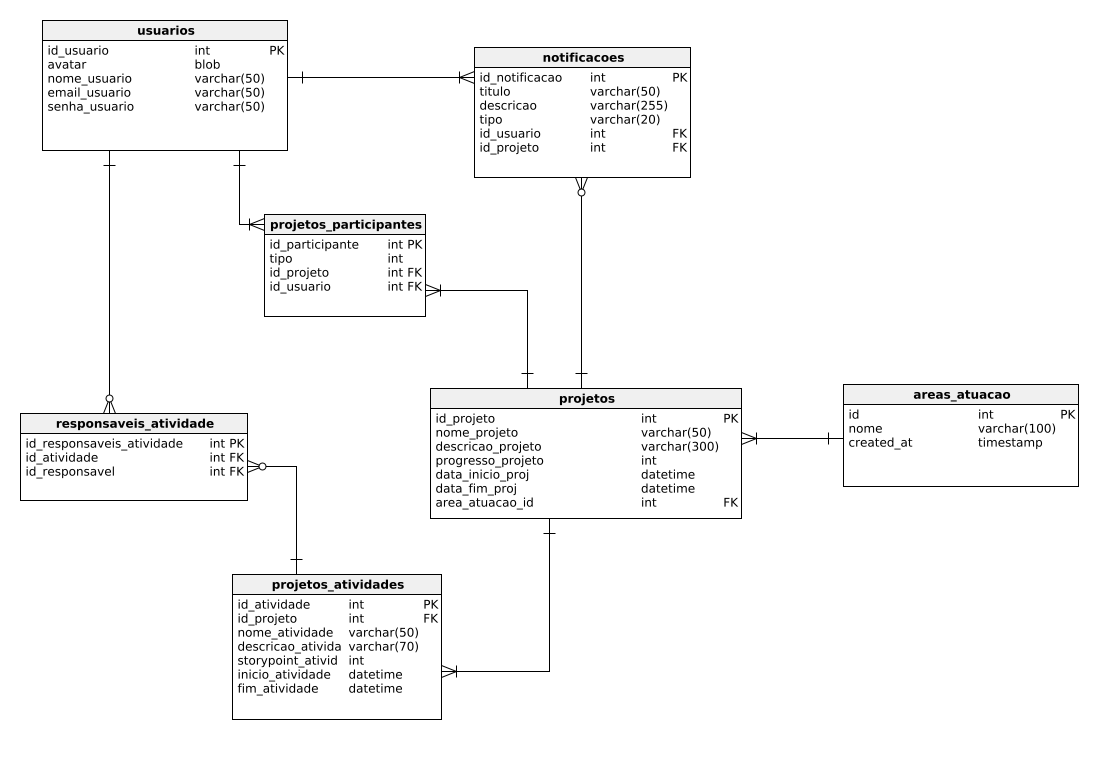 usuarios
id_usuario int PK
avatar blob
nome_usuario varchar(50)
email_usuario varchar(50)
senha_usuario varchar(50)
notificacoes
id_notificacao int PK
titulo varchar(50)
descricao varchar(255)
tipo varchar(20)
id_usuario int FK
id_projeto int FK
projetos_participantes
id_participante int PK
tipo int
id_projeto int FK
id_usuario int FK
projetos
id_projeto int PK
nome_projeto varchar(50)
descricao_projeto varchar(300)
progresso_projeto int
data_inicio_proj datetime
data_fim_proj datetime
area_atuacao_id int FK
areas_atuacao
id int PK
nome varchar(100)
created_at timestamp
responsaveis_atividade
id_responsaveis_atividade int PK
id_atividade int FK
id_responsavel int FK
projetos_atividades
id_atividade int PK
id_projeto int FK
nome_atividade varchar(50)
descricao_ativida varchar(70)
storypoint_ativid int
inicio_atividade datetime
fim_atividade datetime